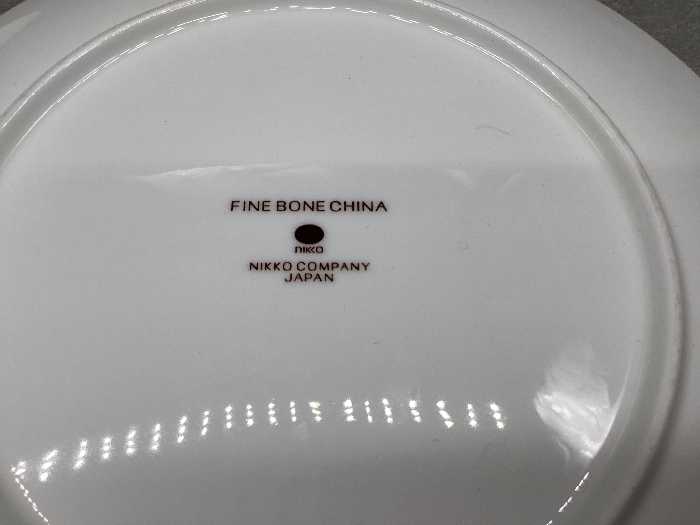 FINE BONE CHINA
NIKKO
NIKKO COMPANY
JAPAN